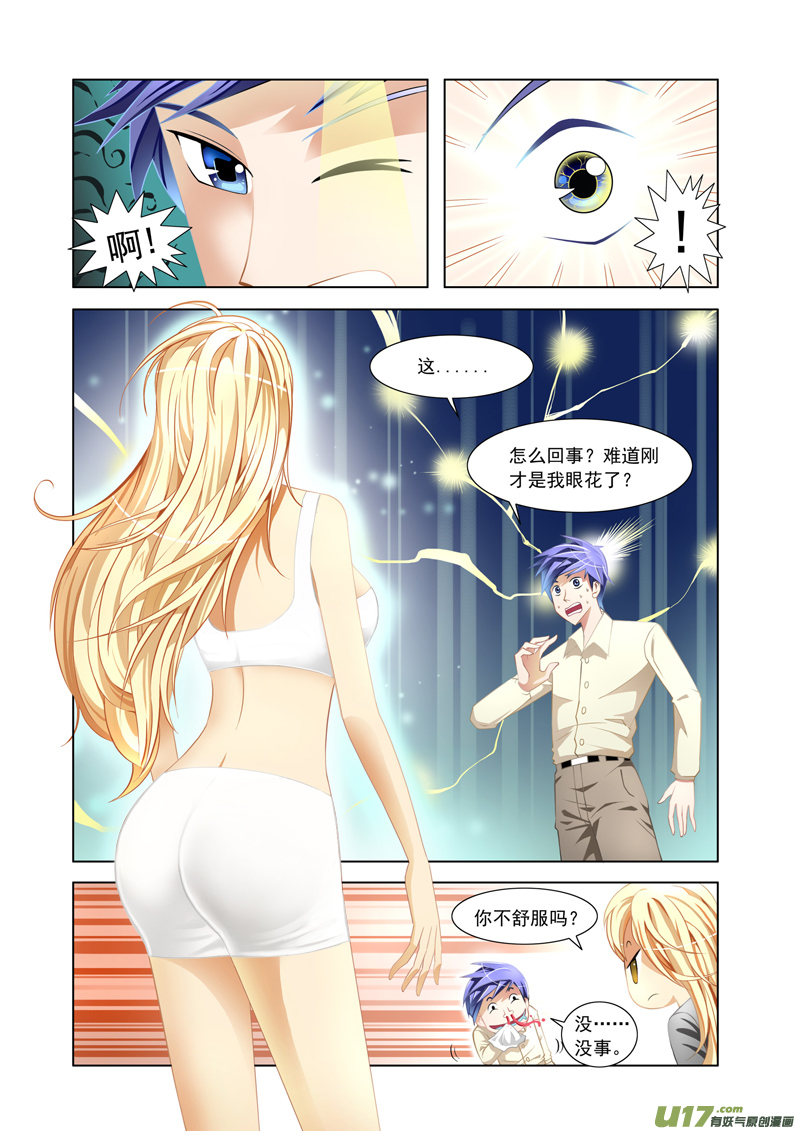 啊！
！
这......
怎么回事？难道刚
才是我眼花了？
你不舒服吗？
没……
没事。
U17.com
有妖气原创漫画